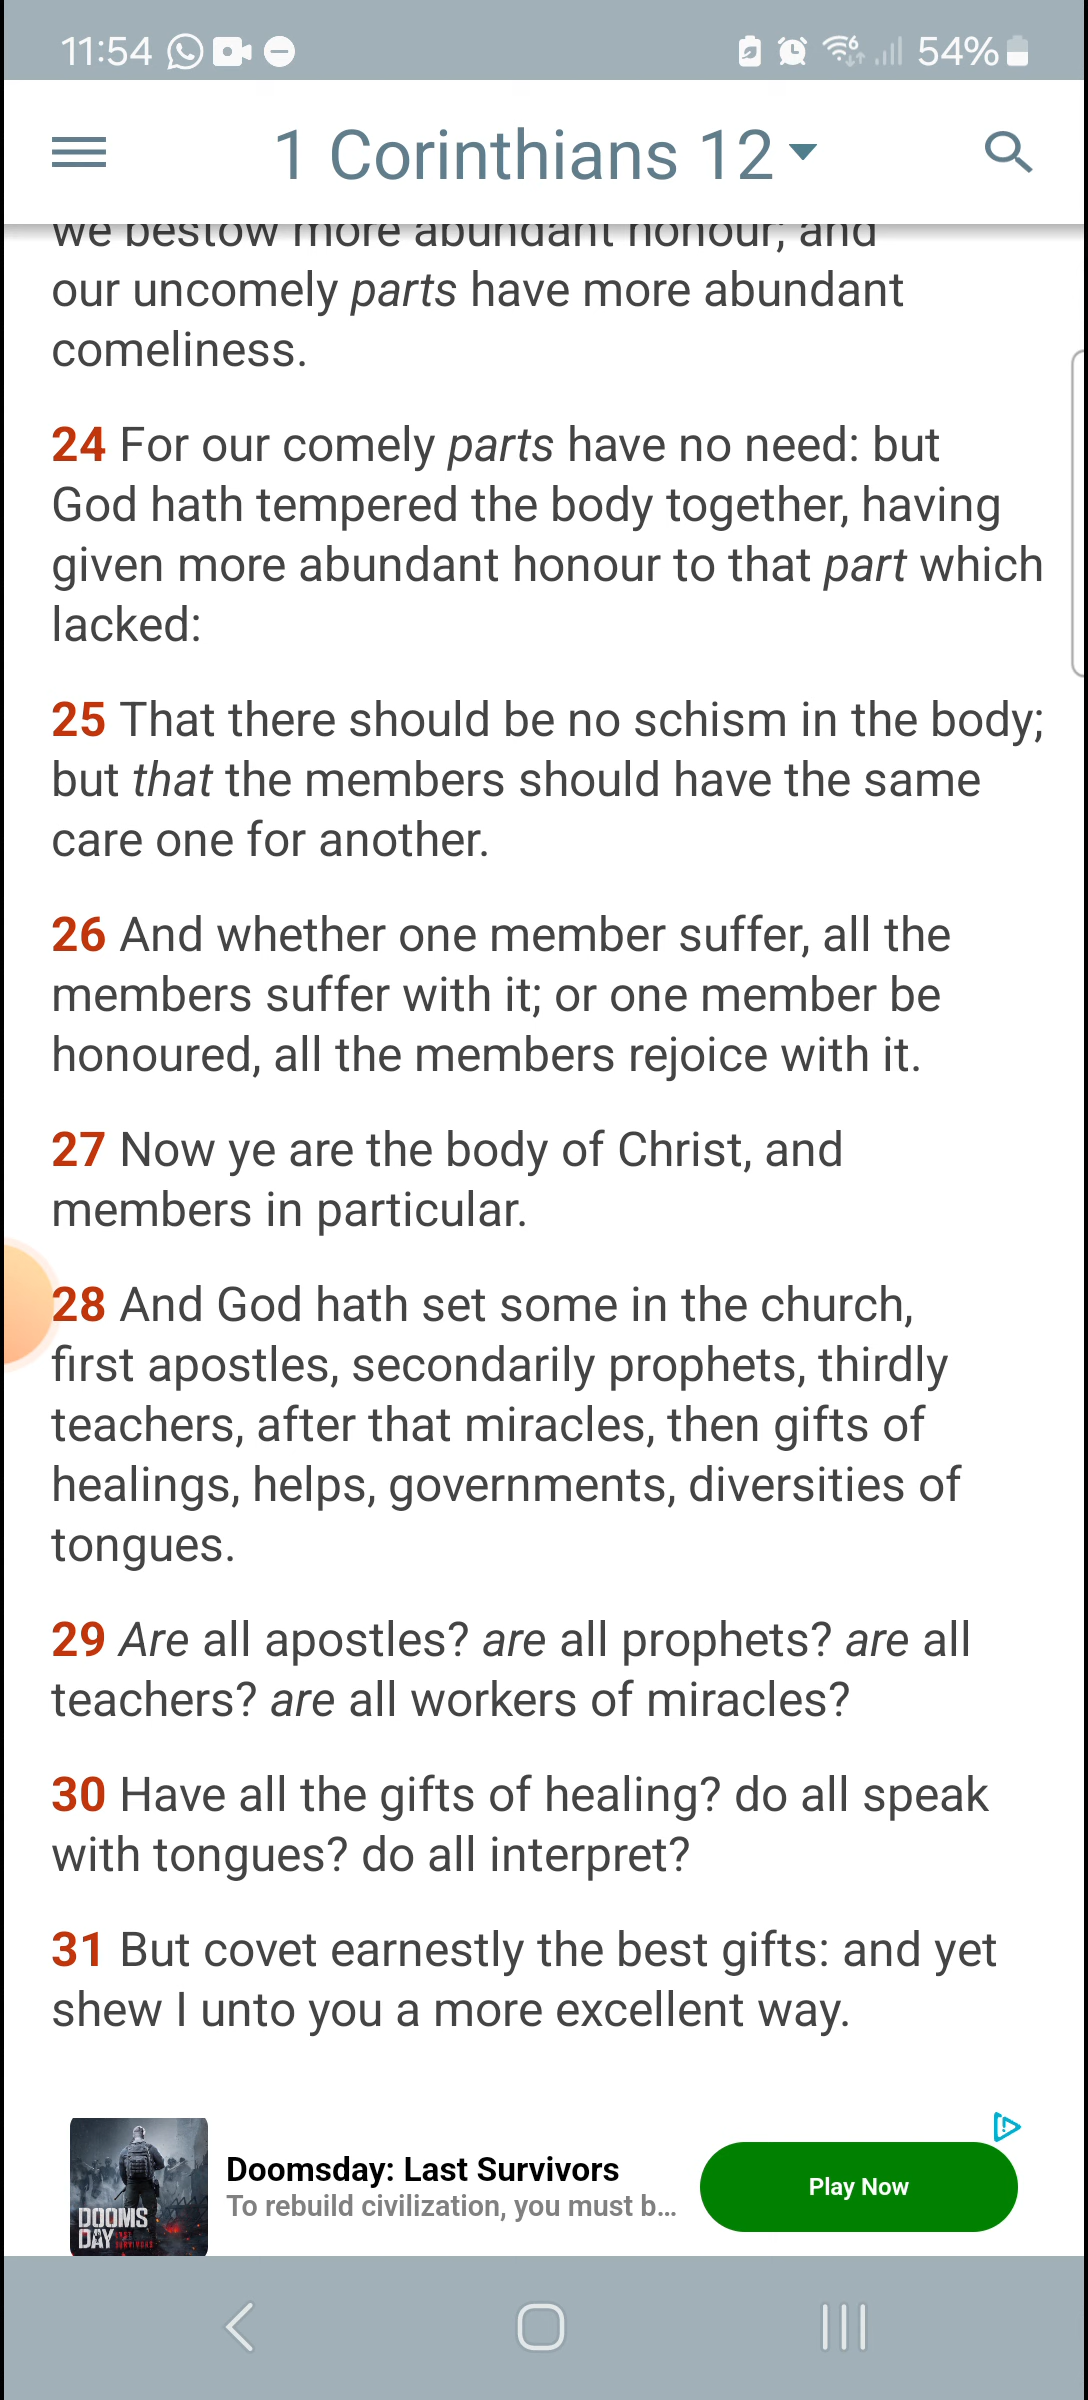 11:54
54%
1 Corinthians 12
we bestow more abundant honour; and
our uncomely parts have more abundant
comeliness.
24 For our comely parts have no need: but
God hath tempered the body together, having
given more abundant honour to that part which
lacked:
25 That there should be no schism in the body;
but that the members should have the same
care one for another.
26 And whether one member suffer, all the
members suffer with it; or one member be
honoured, all the members rejoice with it.
27 Now ye are the body of Christ, and
members in particular.
28 And God hath set some in the church,
first apostles, secondarily prophets, thirdly
teachers, after that miracles, then gifts of
healings, helps, governments, diversities of
tongues.
29 Are all apostles? are all prophets? are all
teachers? are all workers of miracles?
30 Have all the gifts of healing? do all speak
with tongues? do all interpret?
31 But covet earnestly the best gifts: and yet
shew I unto you a more excellent way.
DOOMS
DAY LAST
SURVIVORS
Doomsday: Last Survivors
To rebuild civilization, you must b...
Play Now